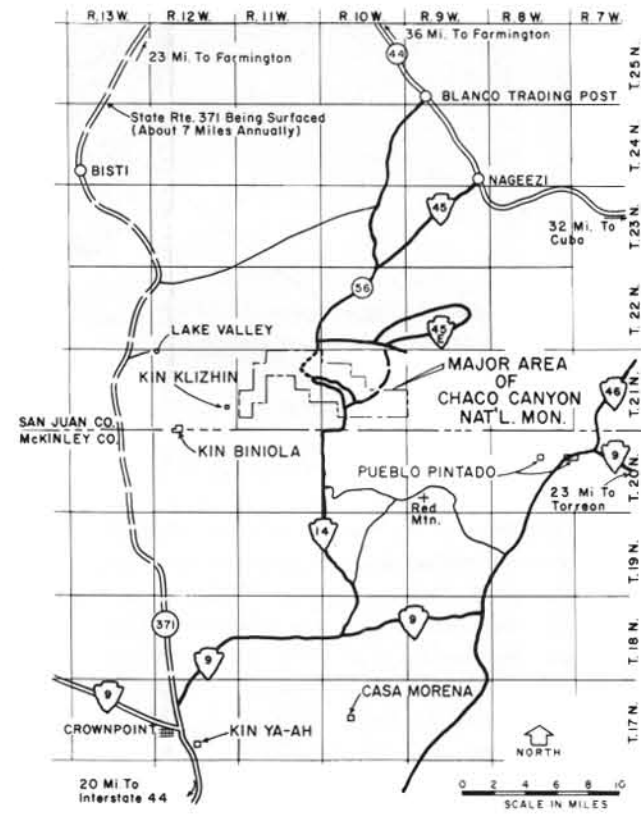 R.13W. R.12W. R.11W. R.10W. R.9W. R.8W. R.7W.
36 Mi. To Farmington
23 Mi. To Farmington
44
T.25N.
BLANCO TRADING POST
State Rte. 371 Being Surfaced
(About 7 Miles Annually)
T.24N.
BISTI
NAGEEZI
45
T.23N.
32 Mi. To
Cuba
56
T.22N.
LAKE VALLEY
45
E
KIN KLIZHIN
MAJOR AREA
OF
CHACO CANYON
NAT'L. MON.
46
T.21N.
SAN JUAN CO.
McKINLEY CO.
KIN BINIOLA
PUEBLO PINTADO
9
T.20N.
23 Mi To
Torreon
Red
Mtn.
14
T.19N.
371
9
9
T.18N.
9
CASA MORENA
CROWNPOINT
KIN YA-AH
T.17N.
NORTH
20 Mi To
Interstate 44
0 2 4 6 8 10
SCALE IN MILES